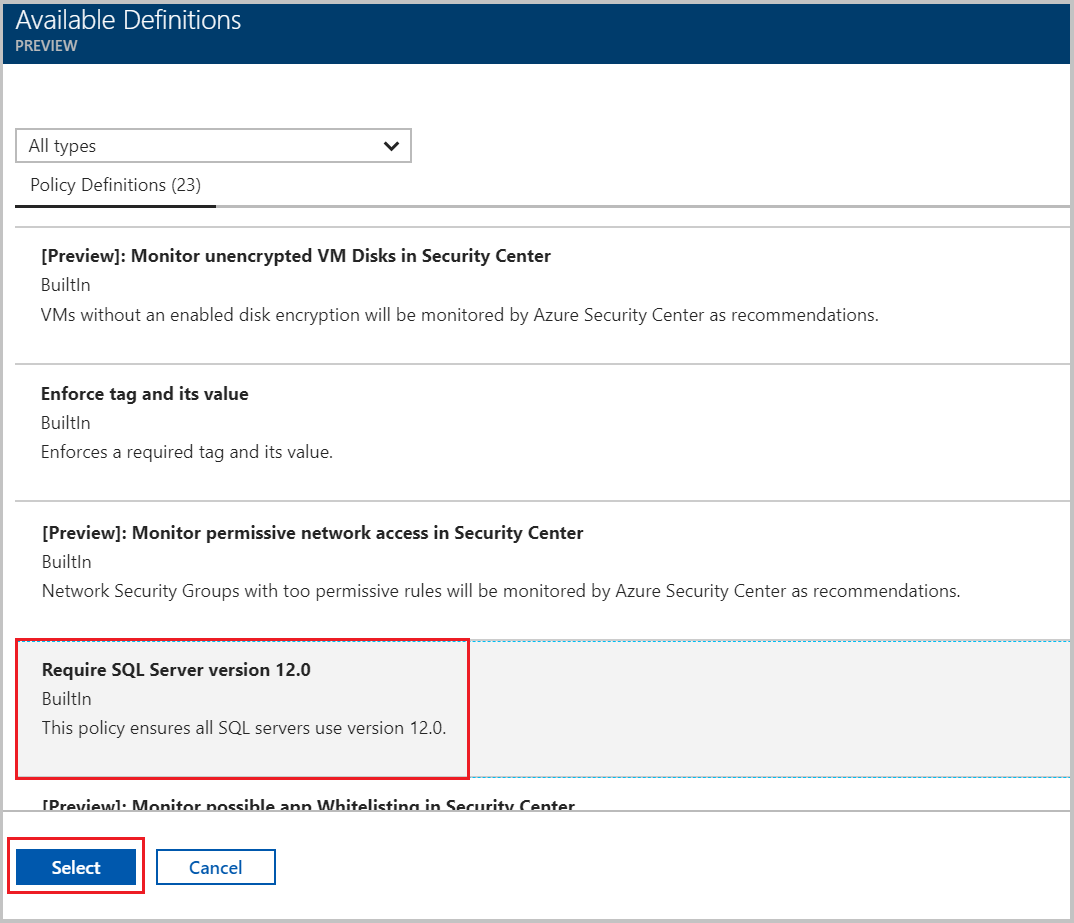 Available Definitions
PREVIEW
All types
Policy Definitions (23)
[Preview]: Monitor unencrypted VM Disks in Security Center
BuiltIn
VMs without an enabled disk encryption will be monitored by Azure Security Center as recommendations.
Enforce tag and its value
BuiltIn
Enforces a required tag and its value.
[Preview]: Monitor permissive network access in Security Center
BuiltIn
Network Security Groups with too permissive rules will be monitored by Azure Security Center as recommendations.
Require SQL Server version 12.0
BuiltIn
This policy ensures all SQL servers use version 12.0.
[Preview]: Monitor possible app Whitelisting in Security Center
Select
Cancel